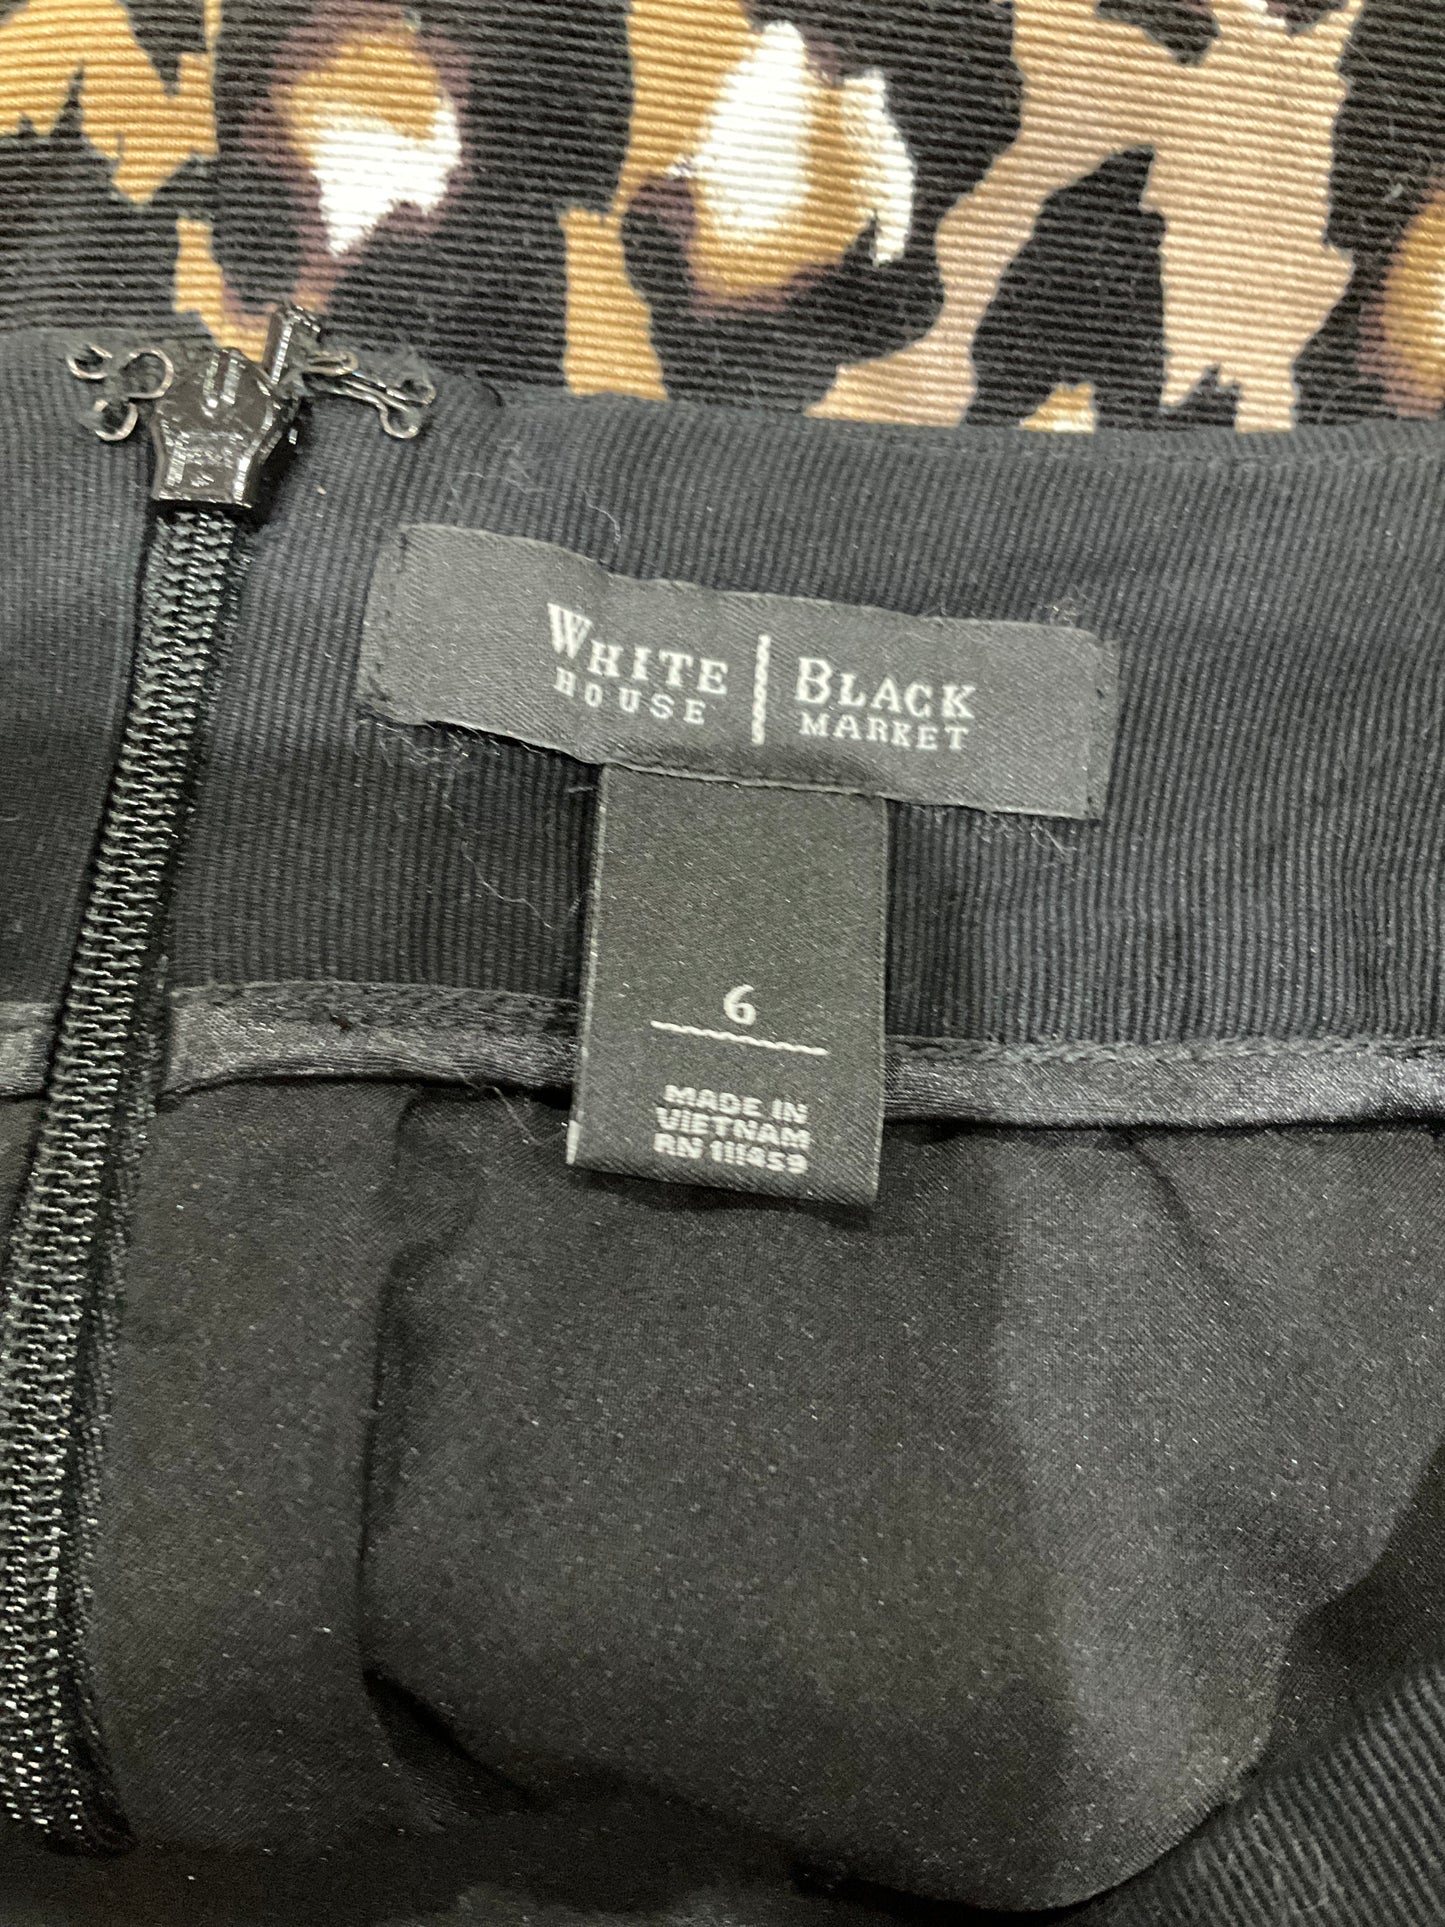 WHITE | BLACK
HOUSE | MARKET
6
MADE IN
VIETNAM
RN 111459